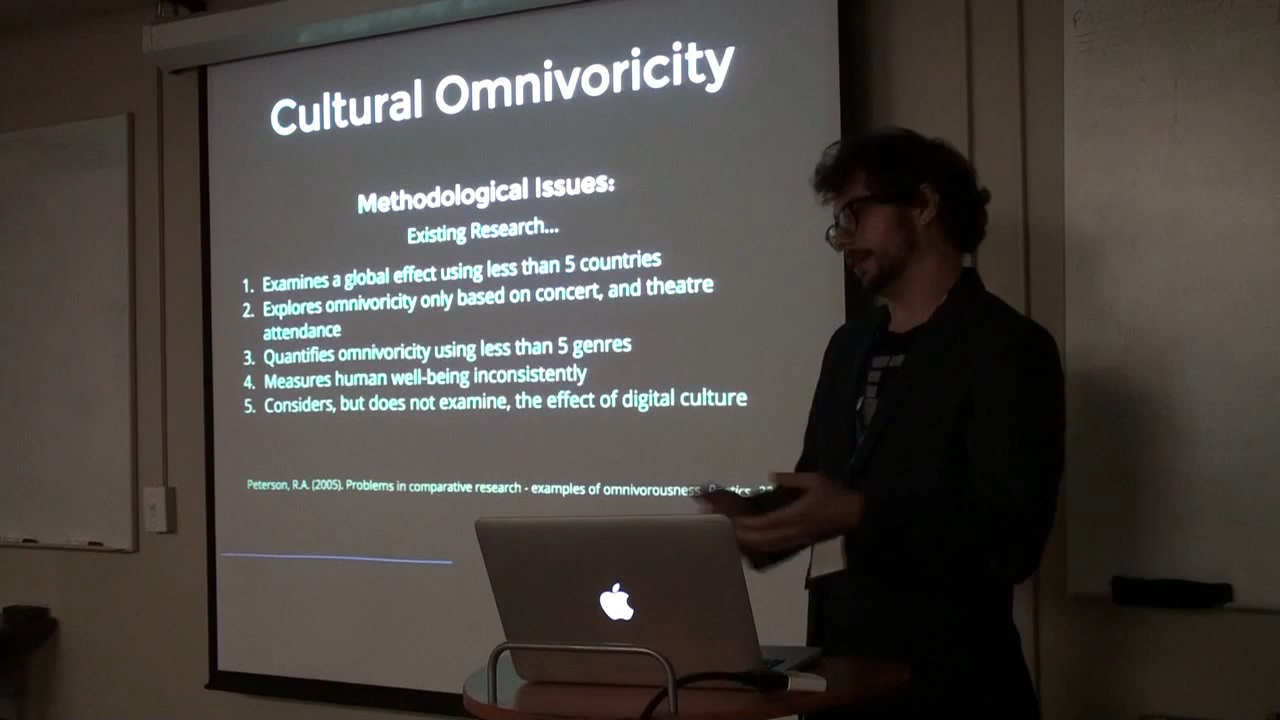 Cultural Omnivoricity
Methodological Issues:
Existing Research...
1. Examines a global effect using less than 5 countries
2. Explores omnivoricity only based on concert, and theatre
attendance
3. Quantifies omnivoricity using less than 5 genres
4. Measures human well-being inconsistently
5. Considers, but does not examine, the effect of digital culture
Peterson, R.A. (2005). Problems in comparative research - examples of omnivorousness.